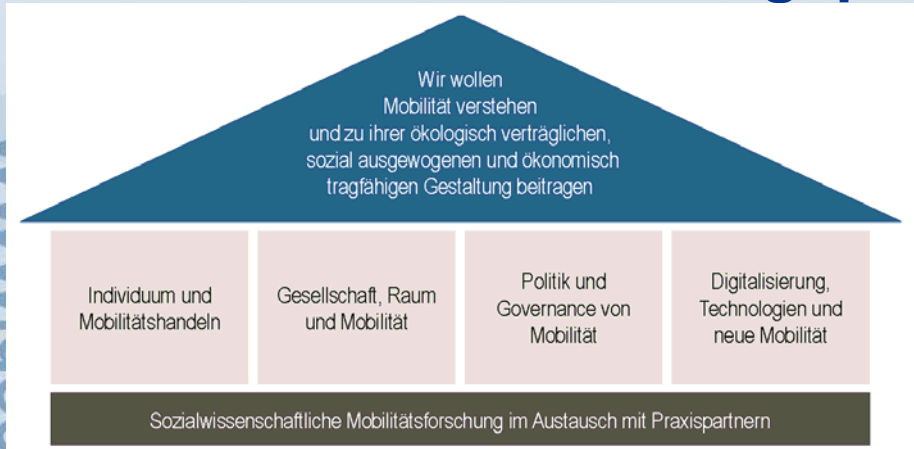 Wir wollen
Mobilität verstehen
und zu ihrer ökologisch verträglichen,
sozial ausgewogenen und ökonomisch
tragfähigen Gestaltung beitragen
Individuum und
Mobilitätshandeln
Gesellschaft, Raum
und Mobilität
Politik und
Governance von
Mobilität
Digitalisierung,
Technologien und
neue Mobilität
Sozialwissenschaftliche Mobilitätsforschung im Austausch mit Praxispartnern